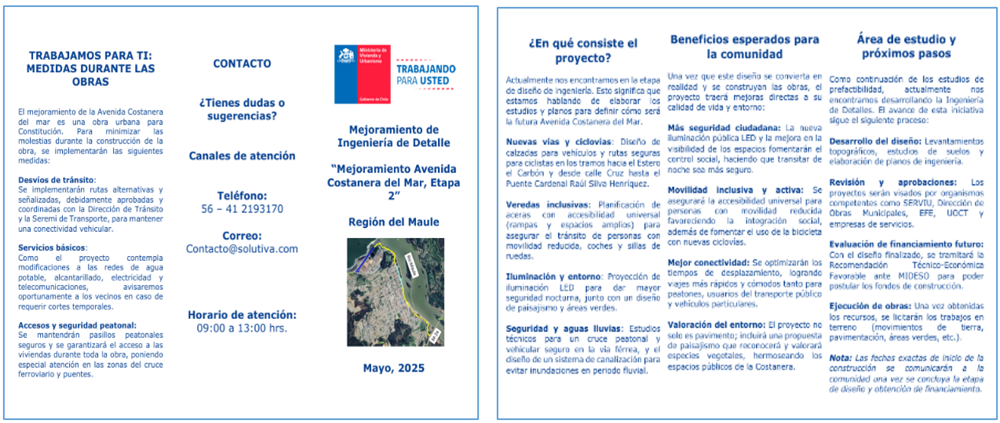 TRABAJAMOS PARA TI:
MEDIDAS DURANTE LAS
OBRAS
El mejoramiento de la Avenida Costanera
del mar es una obra urbana para
Constitución. Para minimizar las
molestias durante la construcción de la
obra, se implementarán las siguientes
medidas:
Desvíos de tránsito:
Se implementarán rutas alternativas y
señalizadas, debidamente aprobadas y
coordinadas con la Dirección de Tránsito
y la Seremi de Transporte, para mantener
una conectividad vehicular.
Servicios básicos:
Como el proyecto contempla
modificaciones a las redes de agua
potable, alcantarillado, electricidad y
telecomunicaciones, avisaremos
oportunamente a los vecinos en caso de
requerir cortes temporales.
Accesos y seguridad peatonal:
Se mantendrán pasillos peatonales
seguros y se garantizará el acceso a las
viviendas durante toda la obra, poniendo
especial atención en las zonas del cruce
ferroviario y puentes.
CONTACTO
¿Tienes dudas o
sugerencias?
Canales de atención
Teléfono:
56 – 41 2193170
Correo:
Contacto@solutiva.com
Horario de atención:
09:00 a 13:00 hrs.
Ministerio de
Vivienda y
Urbanismo
Gobierno de Chile
TRABAJANDO
PARA USTED
Mejoramiento de
Ingeniería de Detalle
“Mejoramiento Avenida
Costanera del Mar, Etapa
2”
Región del Maule
Río Maule
Mayo, 2025
¿En qué consiste el
proyecto?
Actualmente nos encontramos en la etapa
de diseño de ingeniería. Esto significa que
estamos hablando de elaborar los
estudios y planos para definir cómo será
la futura Avenida Costanera del Mar.
Nuevas vías y ciclovías: Diseño de
calzadas para vehículos y rutas seguras
para ciclistas en los tramos hacia el Estero
el Carbón y desde calle Cruz hasta el
Puente Cardenal Raúl Silva Henríquez.
Veredas inclusivas: Planificación de
aceras con accesibilidad universal
(rampas y espacios amplios) para
asegurar el tránsito de personas con
movilidad reducida, coches y sillas de
ruedas.
Iluminación y entorno: Proyección de
iluminación LED para dar mayor
seguridad nocturna, junto con un diseño
de paisajismo y áreas verdes.
Seguridad y aguas lluvias: Estudios
técnicos para un cruce peatonal y
vehicular seguro en la vía férrea, y el
diseño de un sistema de canalización para
evitar inundaciones en periodo fluvial.
Beneficios esperados para
la comunidad
Una vez que este diseño se convierta en
realidad y se construyan las obras, el
proyecto traerá mejoras directas a su
calidad de vida y entorno:
Más seguridad ciudadana: La nueva
iluminación pública LED y la mejora en la
visibilidad de los espacios fomentarán el
control social, haciendo que transitar de
noche sea más seguro.
Movilidad inclusiva y activa: Se
asegurará la accesibilidad universal para
personas con movilidad reducida
favoreciendo la integración social,
además de fomentar el uso de la bicicleta
con nuevas ciclovías.
Mejor conectividad: Se optimizarán los
tiempos de desplazamiento, logrando
viajes más rápidos y cómodos tanto para
peatones, usuarios del transporte público
y vehículos particulares.
Valoración del entorno: El proyecto no
solo es pavimento; incluirá una propuesta
de paisajismo que reconocerá y valorará
especies vegetales, hermoseando los
espacios públicos de la Costanera.
Área de estudio y
próximos pasos
Como continuación de los estudios de
prefactibilidad, actualmente nos
encontramos desarrollando la Ingeniería
de Detalles. El avance de esta iniciativa
sigue el siguiente proceso:
Desarrollo del diseño: Levantamientos
topográficos, estudios de suelos y
elaboración de planos de ingeniería.
Revisión y aprobaciones: Los
proyectos serán visados por organismos
competentes como SERVIU, Dirección de
Obras Municipales, EFE, UOCT y
empresas de servicios.
Evaluación de financiamiento futuro:
Con el diseño finalizado, se tramitará la
Recomendación Técnico-Económica
Favorable ante MIDESO para poder
postular los fondos de construcción.
Ejecución de obras: Una vez obtenidas
los recursos, se licitarán los trabajos en
terreno (movimientos de tierra,
pavimentación, áreas verdes, etc.).
Nota: Las fechas exactas de inicio de la
construcción se comunicarán a la
comunidad una vez se concluya la etapa
de diseño y obtención de financiamiento.